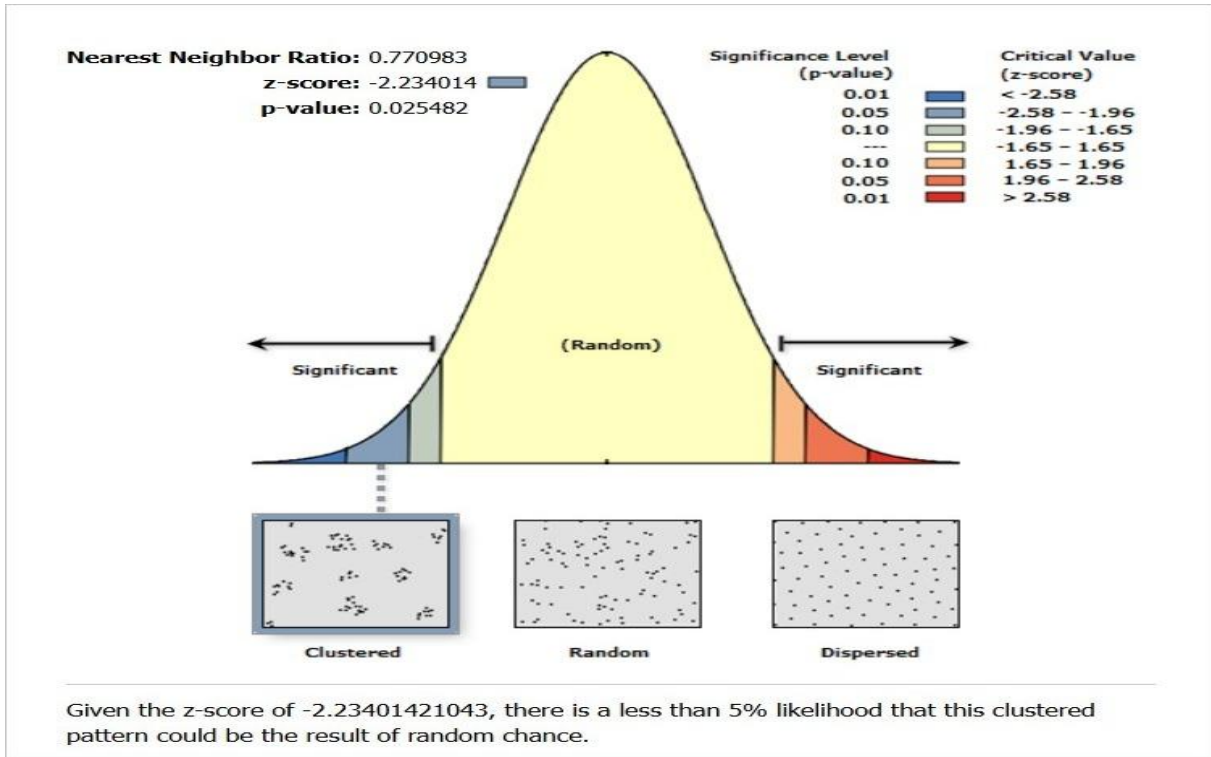 Nearest Neighbor Ratio: 0.770983
z-score: -2.234014
p-value: 0.025482
Significance Level
(p-value)
Critical Value
(z-score)
0.01 < -2.58
0.05 -2.58 – -1.96
0.10 -1.96 – -1.65
--- -1.65 – 1.65
0.10 1.65 – 1.96
0.05 1.96 – 2.58
0.01 > 2.58
(Random)
Significant
Significant
Clustered
Random
Dispersed
Given the z-score of -2.23401421043, there is a less than 5% likelihood that this clustered
pattern could be the result of random chance.